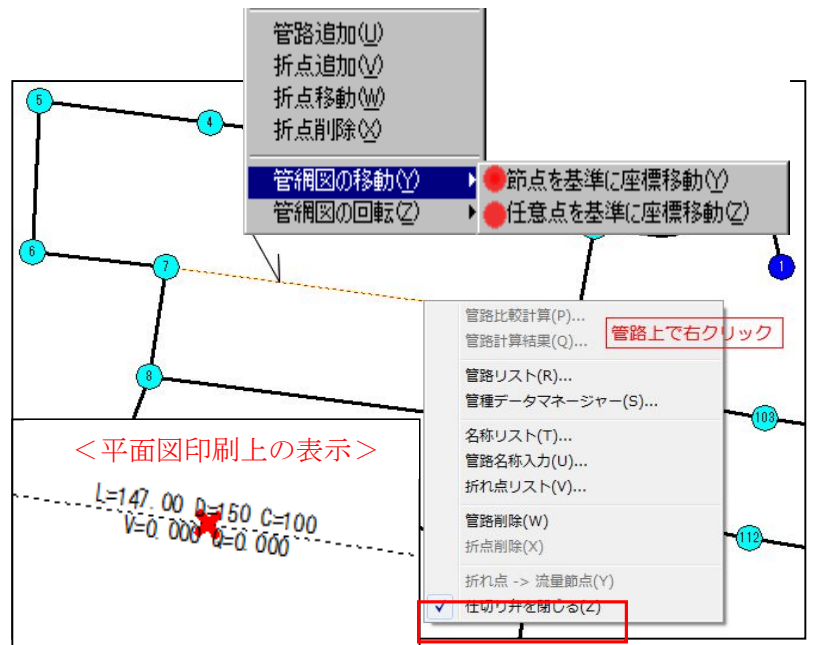 管路追加(U)
折点追加(V)
折点移動(W)
折点削除(X)
管網図の移動(Y)
管網図の回転(Z)
節点を基準に座標移動(Y)
任意点を基準に座標移動(Z)
5
4
6
7
1
8
103
112
管路比較計算(P)...
管路計算結果(Q)...
管路上で右クリック
管路リスト(R)...
管種データマネージャー(S)...
名称リスト(T)...
管路名称入力(U)...
折れ点リスト(V)...
管路削除(W)
折点削除(X)
折れ点 -> 流量節点(Y)
仕切り弁を閉じる(Z)
＜平面図印刷上の表示＞
L=147.00 D=150 C=100
V=0.000 Q=0.000